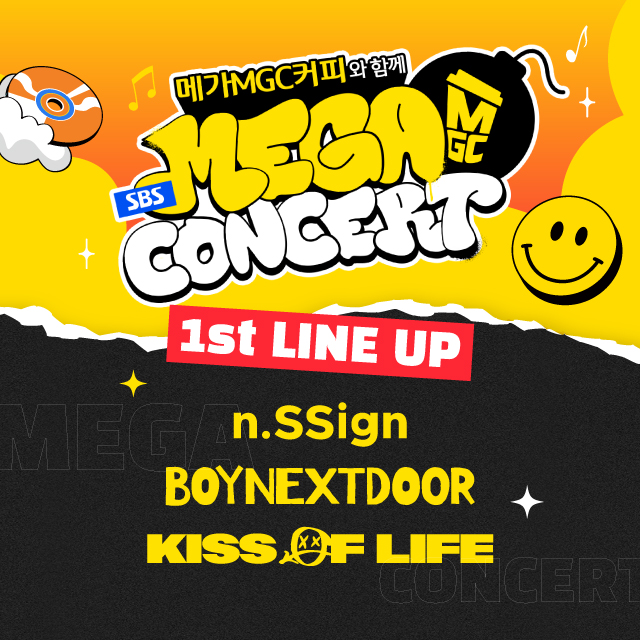 메가MGC커피와 함께
MEGA
M
GC
SBS
CONCERT
1st LINE UP
MEGA
n.SSign
BOYNEXTDOOR
KISS OF LIFE
CONCERT